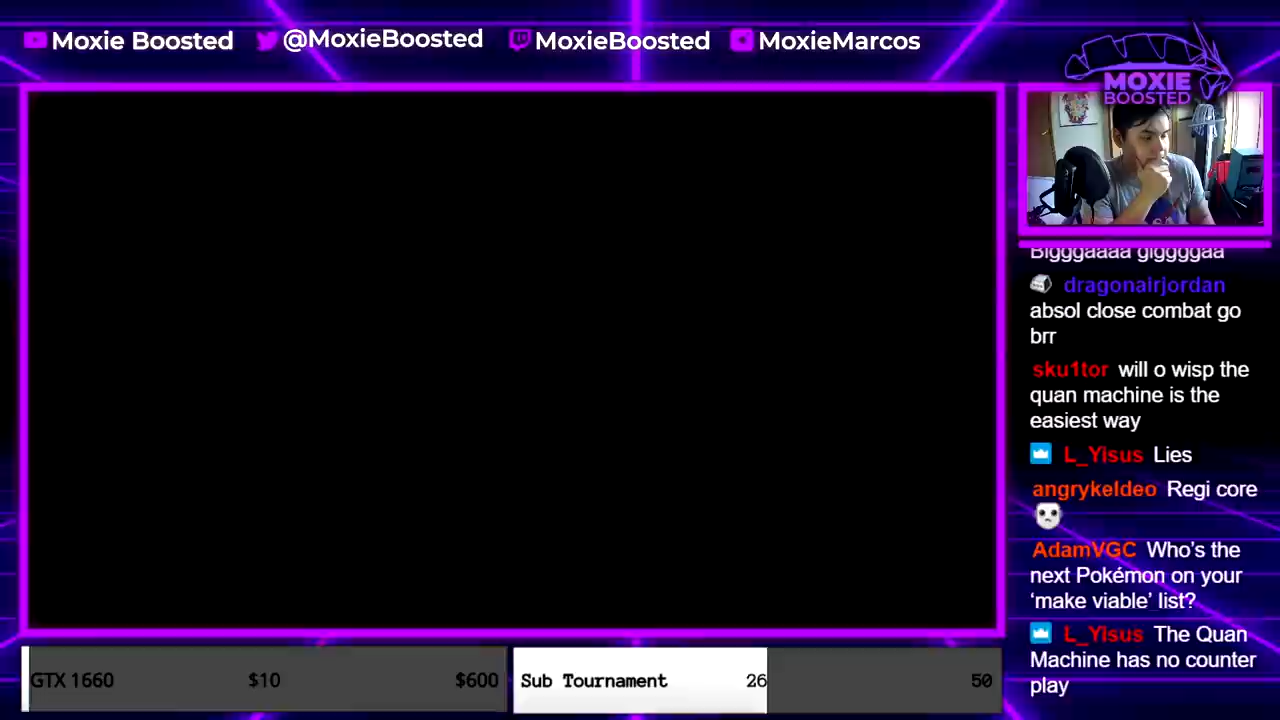 Moxie Boosted @MoxieBoosted MoxieBoosted MoxieMarcos
MOXIE
BOOSTED
Bigggaaaa giggggaa
dragonairjordan
absol close combat go
brr
sku1tor will o wisp the
quan machine is the
easiest way
L_Yisus Lies
angrykeldeo Regi core
AdamVGC Who's the
next Pokémon on your
‘make viable’ list?
L_Yisus The Quan
Machine has no counter
play
GTX 1660 $10 $600
Sub Tournament 26 50